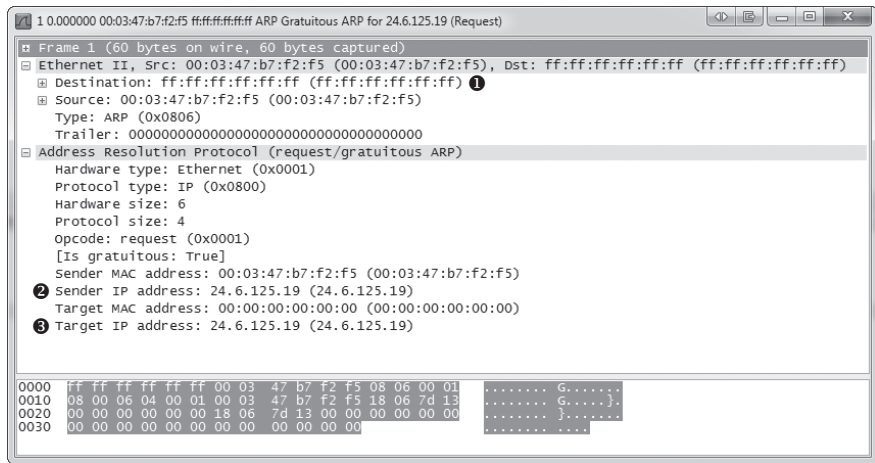 1 0.000000 00:03:47:b7:f2:f5 ff:ff:ff:ff:ff:ff ARP Gratuitous ARP for 24.6.125.19 (Request)
Frame 1 (60 bytes on wire, 60 bytes captured)
Ethernet II, Src: 00:03:47:b7:f2:f5 (00:03:47:b7:f2:f5), Dst: ff:ff:ff:ff:ff:ff (ff:ff:ff:ff:ff:ff)
Destination: ff:ff:ff:ff:ff:ff (ff:ff:ff:ff:ff:ff) ❶
Source: 00:03:47:b7:f2:f5 (00:03:47:b7:f2:f5)
Type: ARP (0x0806)
Trailer: 000000000000000000000000000000000000
Address Resolution Protocol (request/gratuitous ARP)
Hardware type: Ethernet (0x0001)
Protocol type: IP (0x0800)
Hardware size: 6
Protocol size: 4
Opcode: request (0x0001)
[Is gratuitous: True]
Sender MAC address: 00:03:47:b7:f2:f5 (00:03:47:b7:f2:f5)
❷ Sender IP address: 24.6.125.19 (24.6.125.19)
Target MAC address: 00:00:00:00:00:00 (00:00:00:00:00:00)
❸ Target IP address: 24.6.125.19 (24.6.125.19)
0000 ff ff ff ff ff ff 00 03 47 b7 f2 f5 08 06 00 01 ........ G.......
0010 08 00 06 04 00 01 00 03 47 b7 f2 f5 18 06 7d 13 ........ G.....}.
0020 00 00 00 00 00 00 18 06 7d 13 00 00 00 00 00 00 ........ }.......
0030 00 00 00 00 00 00 00 00 00 00 00 00 ........ ....